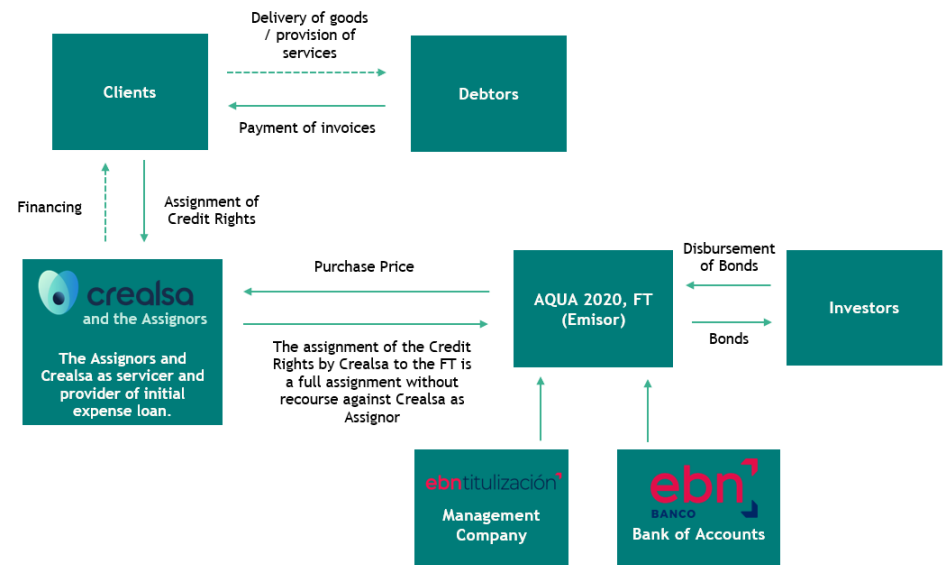 Delivery of goods
/ provision of
services
Clients
Debtors
Payment of invoices
Financing
Assignment of
Credit Rights
Disbursement
of Bonds
Purchase Price
crealsa
and the Assignors
The Assignors and
Crealsa as servicer and
provider of initial
expense loan.
AQUA 2020, FT
(Emisor)
Investors
Bonds
The assignment of the Credit
Rights by Crealsa to the FT is
a full assignment without
recourse against Crealsa as
Assignor
ebntitulización
Management
Company
ebn
BANCO
Bank of Accounts